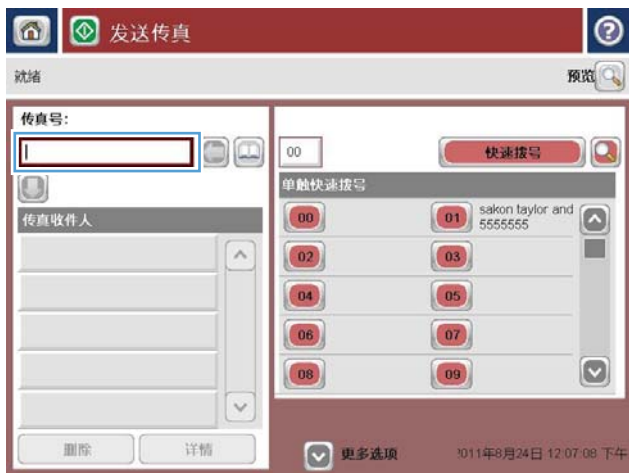 发送传真
就绪
预览
传真号:
00
快速拨号
单触快速拨号
传真收件人
00
01
sakon taylor and
5555555
02
03
04
05
06
07
08
09
删除
详情
更多选项
011年8月24日 12:07:08 下午